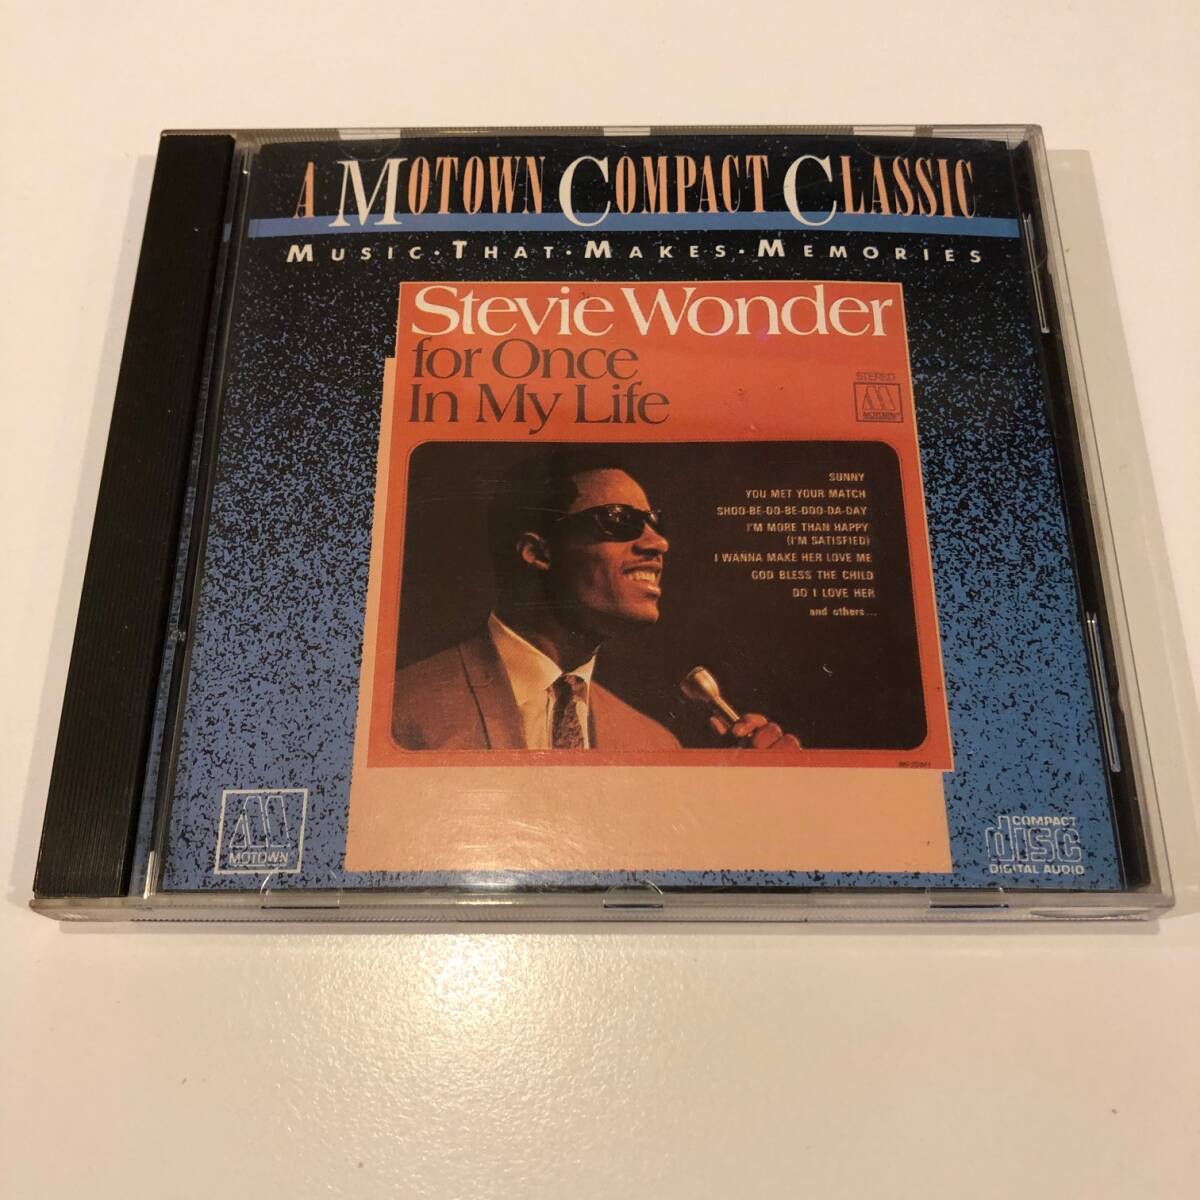 A MOTOWN COMPACT CLASSIC
MUSIC · THAT · MAKES · MEMORIES
Stevie Wonder
for Once
In My Life
STEREO
MOTOWN
SUNNY
YOU MET YOUR MATCH
SHOO-BE-DO-BE-DOO-DA-DAY
I'M MORE THAN HAPPY
(I'M SATISFIED)
I WANNA MAKE HER LOVE ME
GOD BLESS THE CHILD
DO I LOVE HER
and others...
MOTOWN
COMPACT
disc
DIGITAL AUDIO